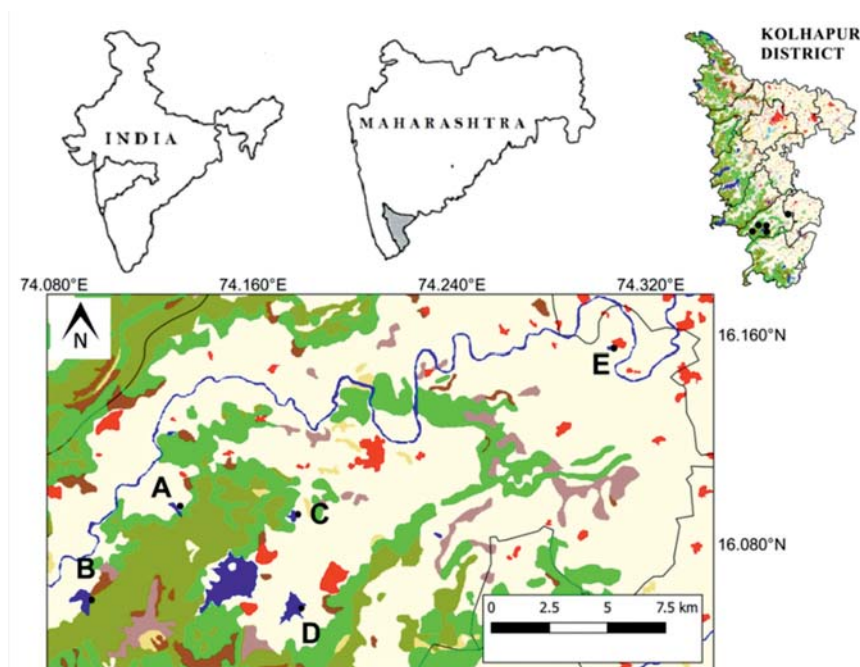 KOLHAPUR
DISTRICT
INDIA
MAHARASHTRA
74.080°E 74.160°E 74.240°E 74.320°E
N
16.160°N
E
A
C
16.080°N
B
D
0 2.5 5 7.5 km